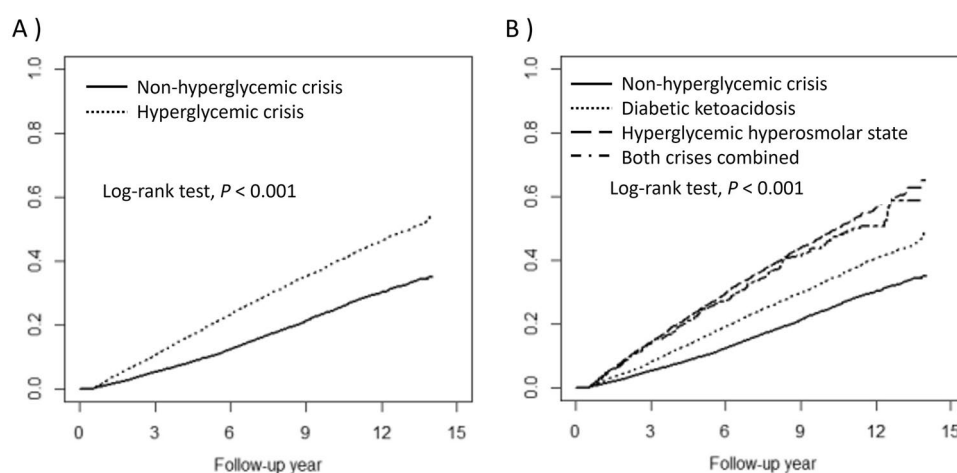 A )
1.0
0.8
0.6
0.4
0.2
0.0
Non-hyperglycemic crisis
Hyperglycemic crisis
Log-rank test, P < 0.001
0 3 6 9 12 15
Follow-up year
B )
1.0
0.8
0.6
0.4
0.2
0.0
Non-hyperglycemic crisis
Diabetic ketoacidosis
Hyperglycemic hyperosmolar state
Both crises combined
Log-rank test, P < 0.001
0 3 6 9 12 15
Follow-up year